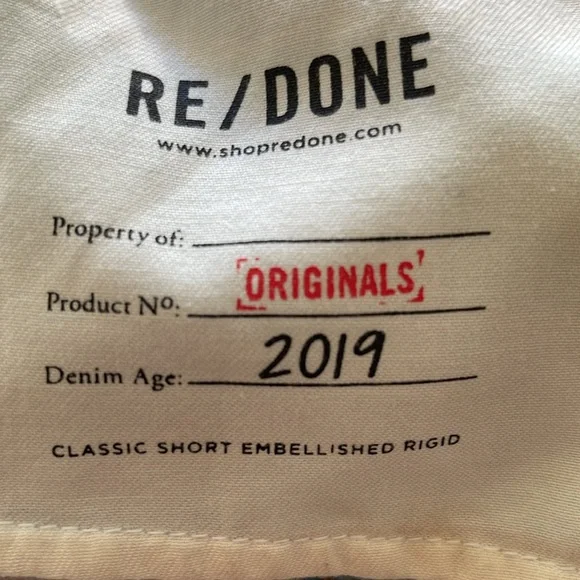 RE/DONE
www.shopredone.com
Property of:
Product No: ORIGINALS
Denim Age: 2019
CLASSIC SHORT EMBELLISHED RIGID